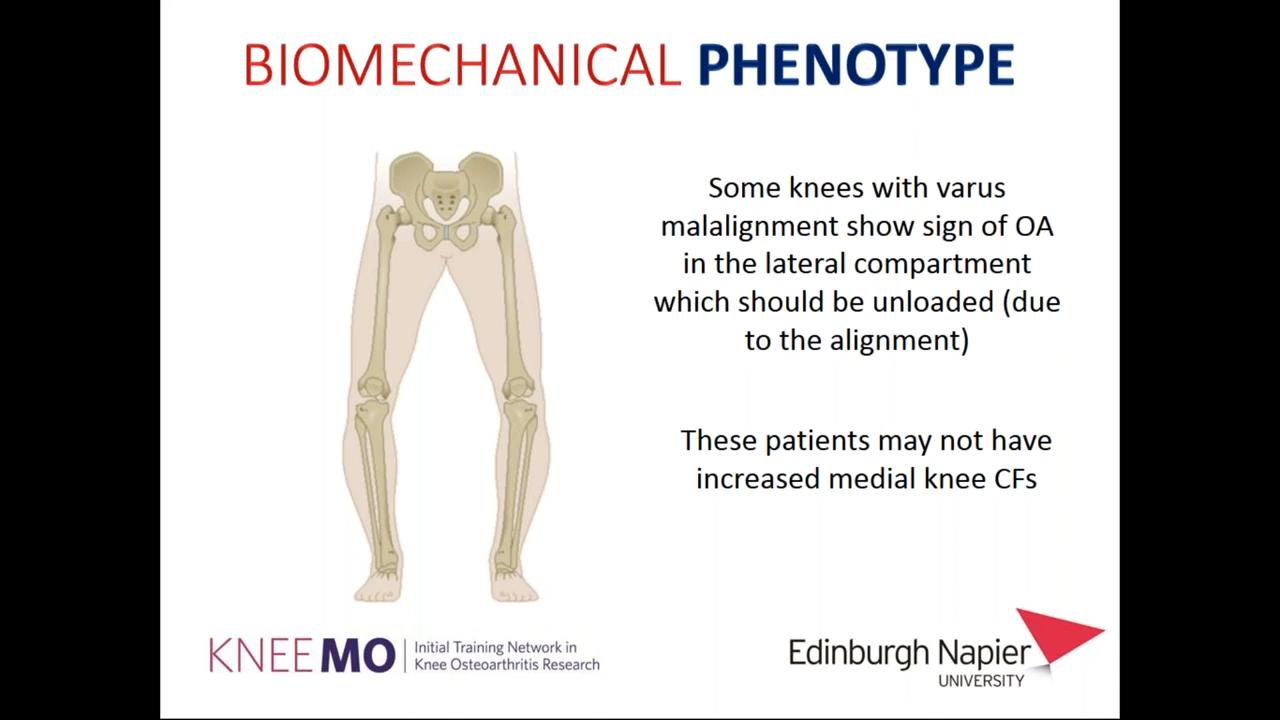 BIOMECHANICAL PHENOTYPE
Some knees with varus
malalignment show sign of OA
in the lateral compartment
which should be unloaded (due
to the alignment)
These patients may not have
increased medial knee CFs
KNEEMO
Initial Training Network in
Knee Osteoarthritis Research
Edinburgh Napier
UNIVERSITY